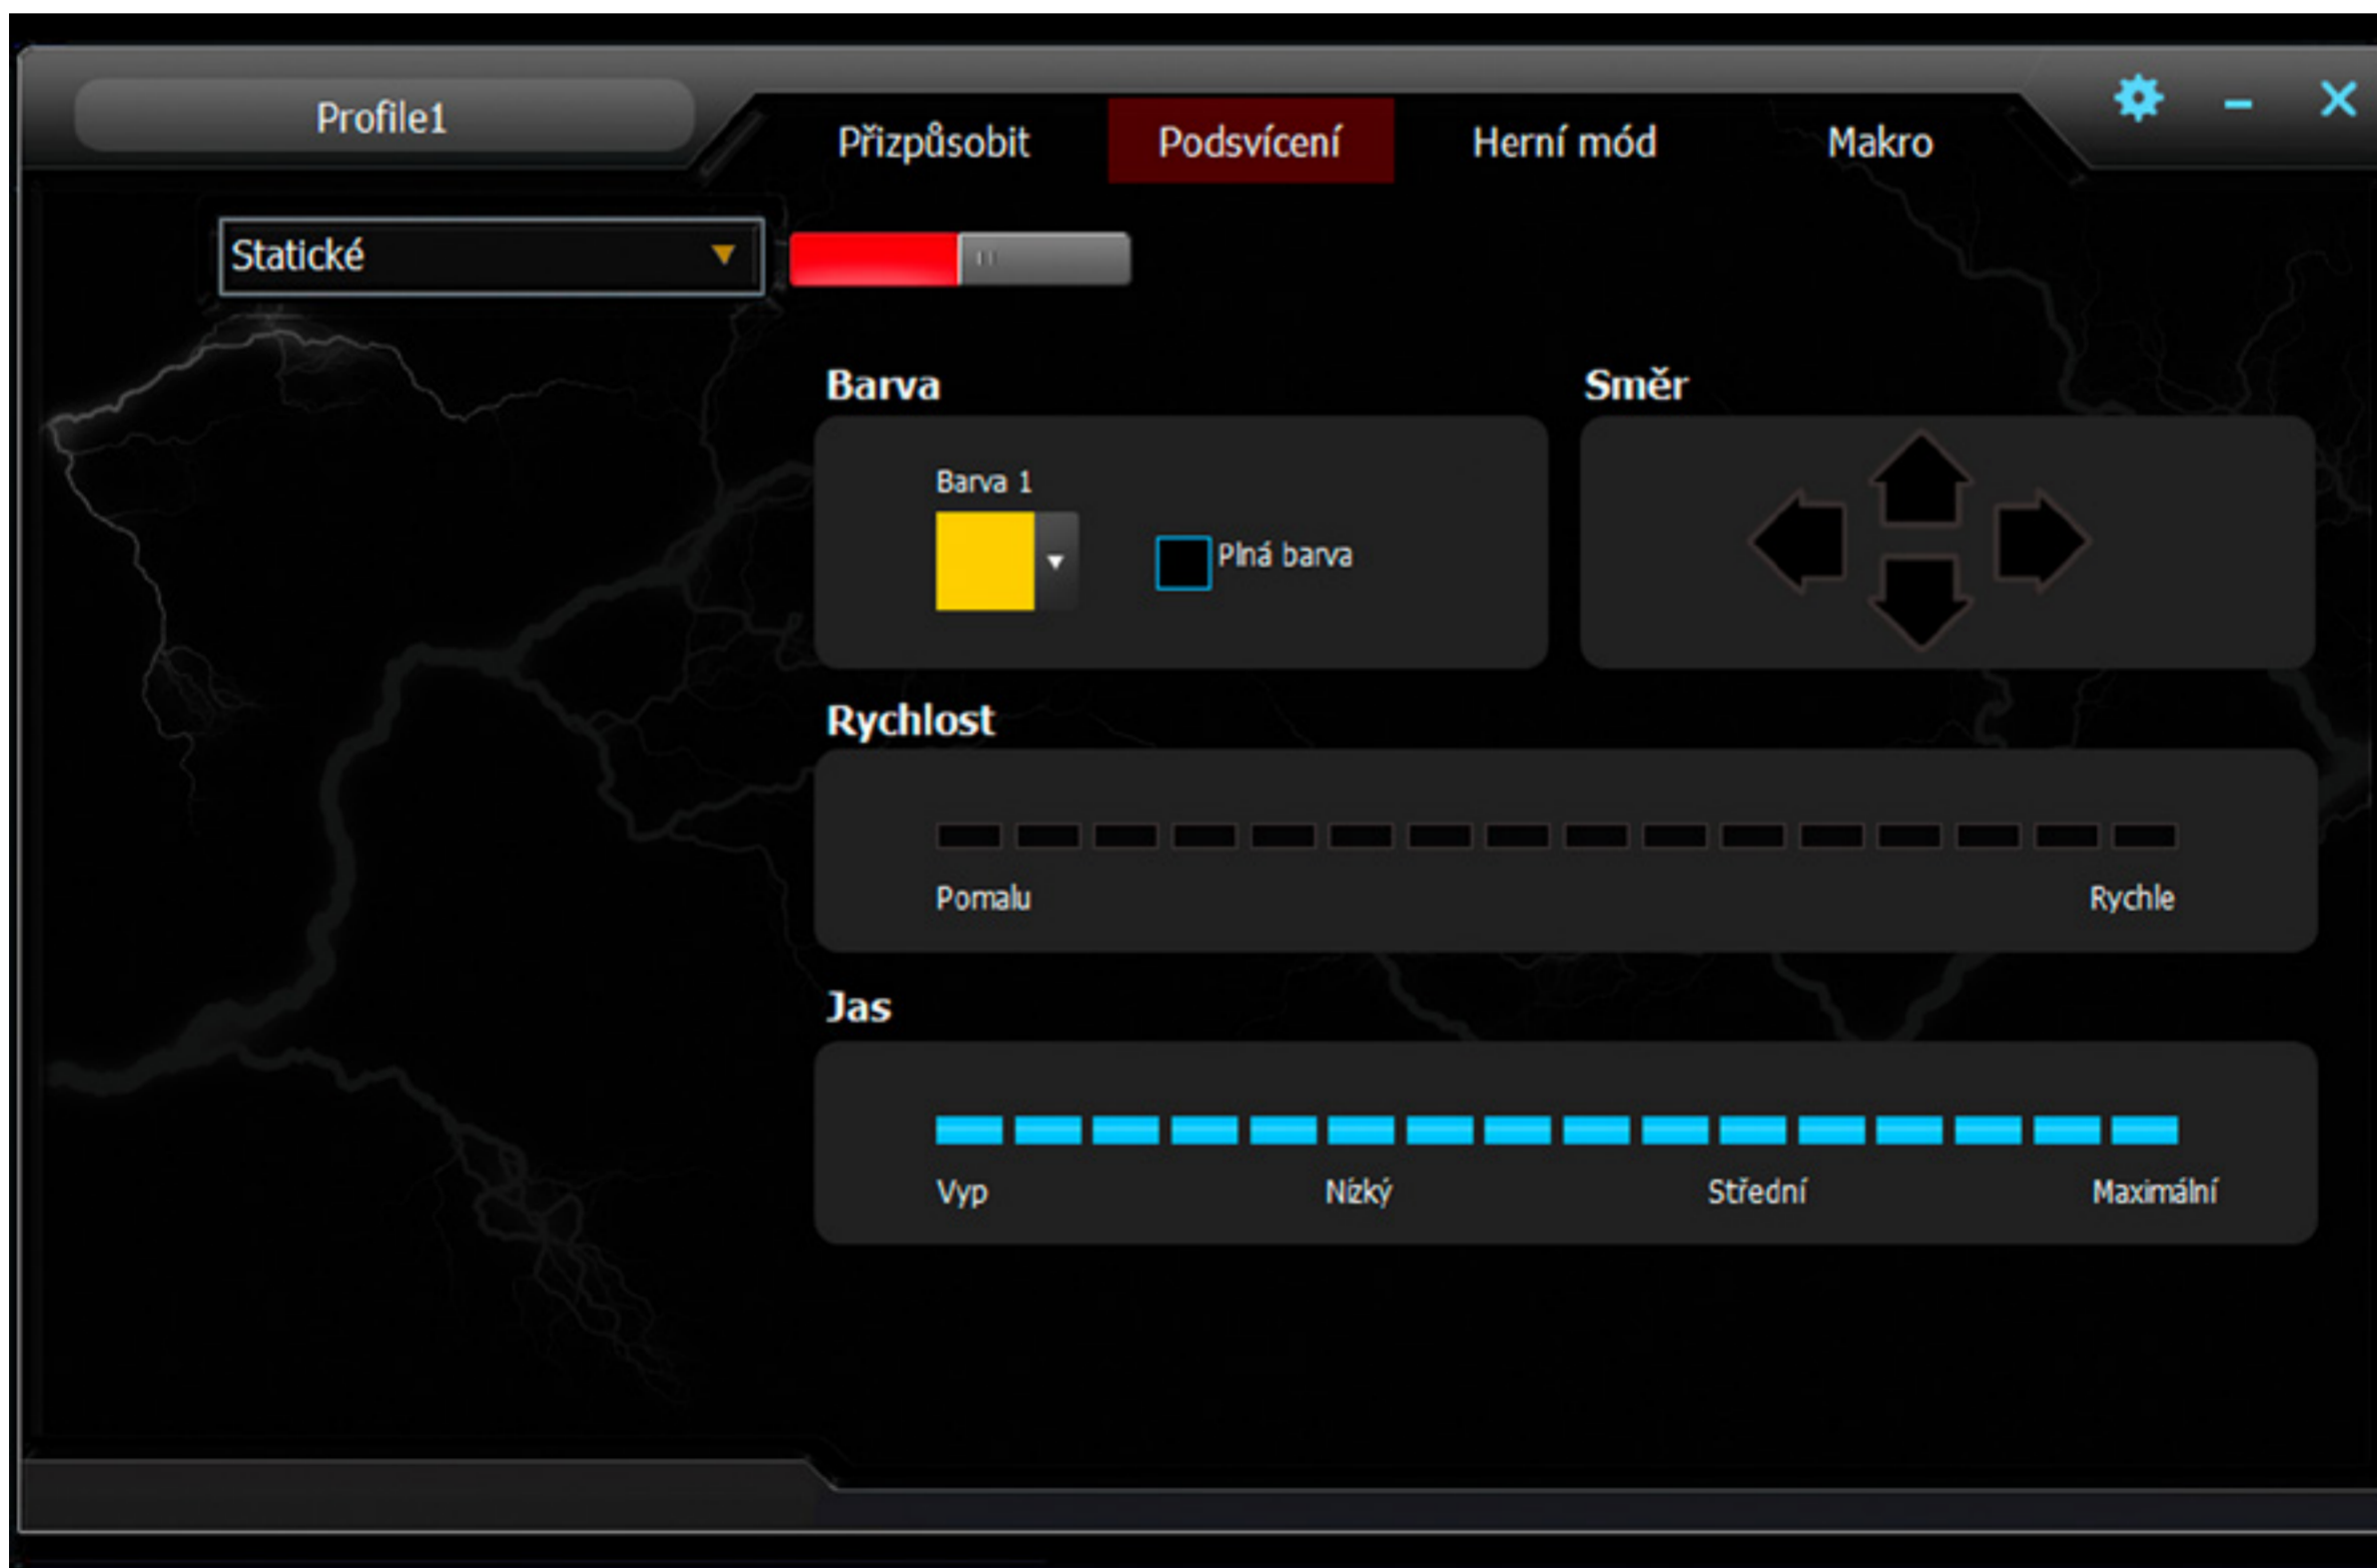 Profile1
Přizpůsobit
Podsvícení
Herní mód
Makro
Statické
Barva
Směr
Barva 1
Plná barva
Rychlost
Pomalu
Rychle
Jas
Vyp
Nízký
Střední
Maximální